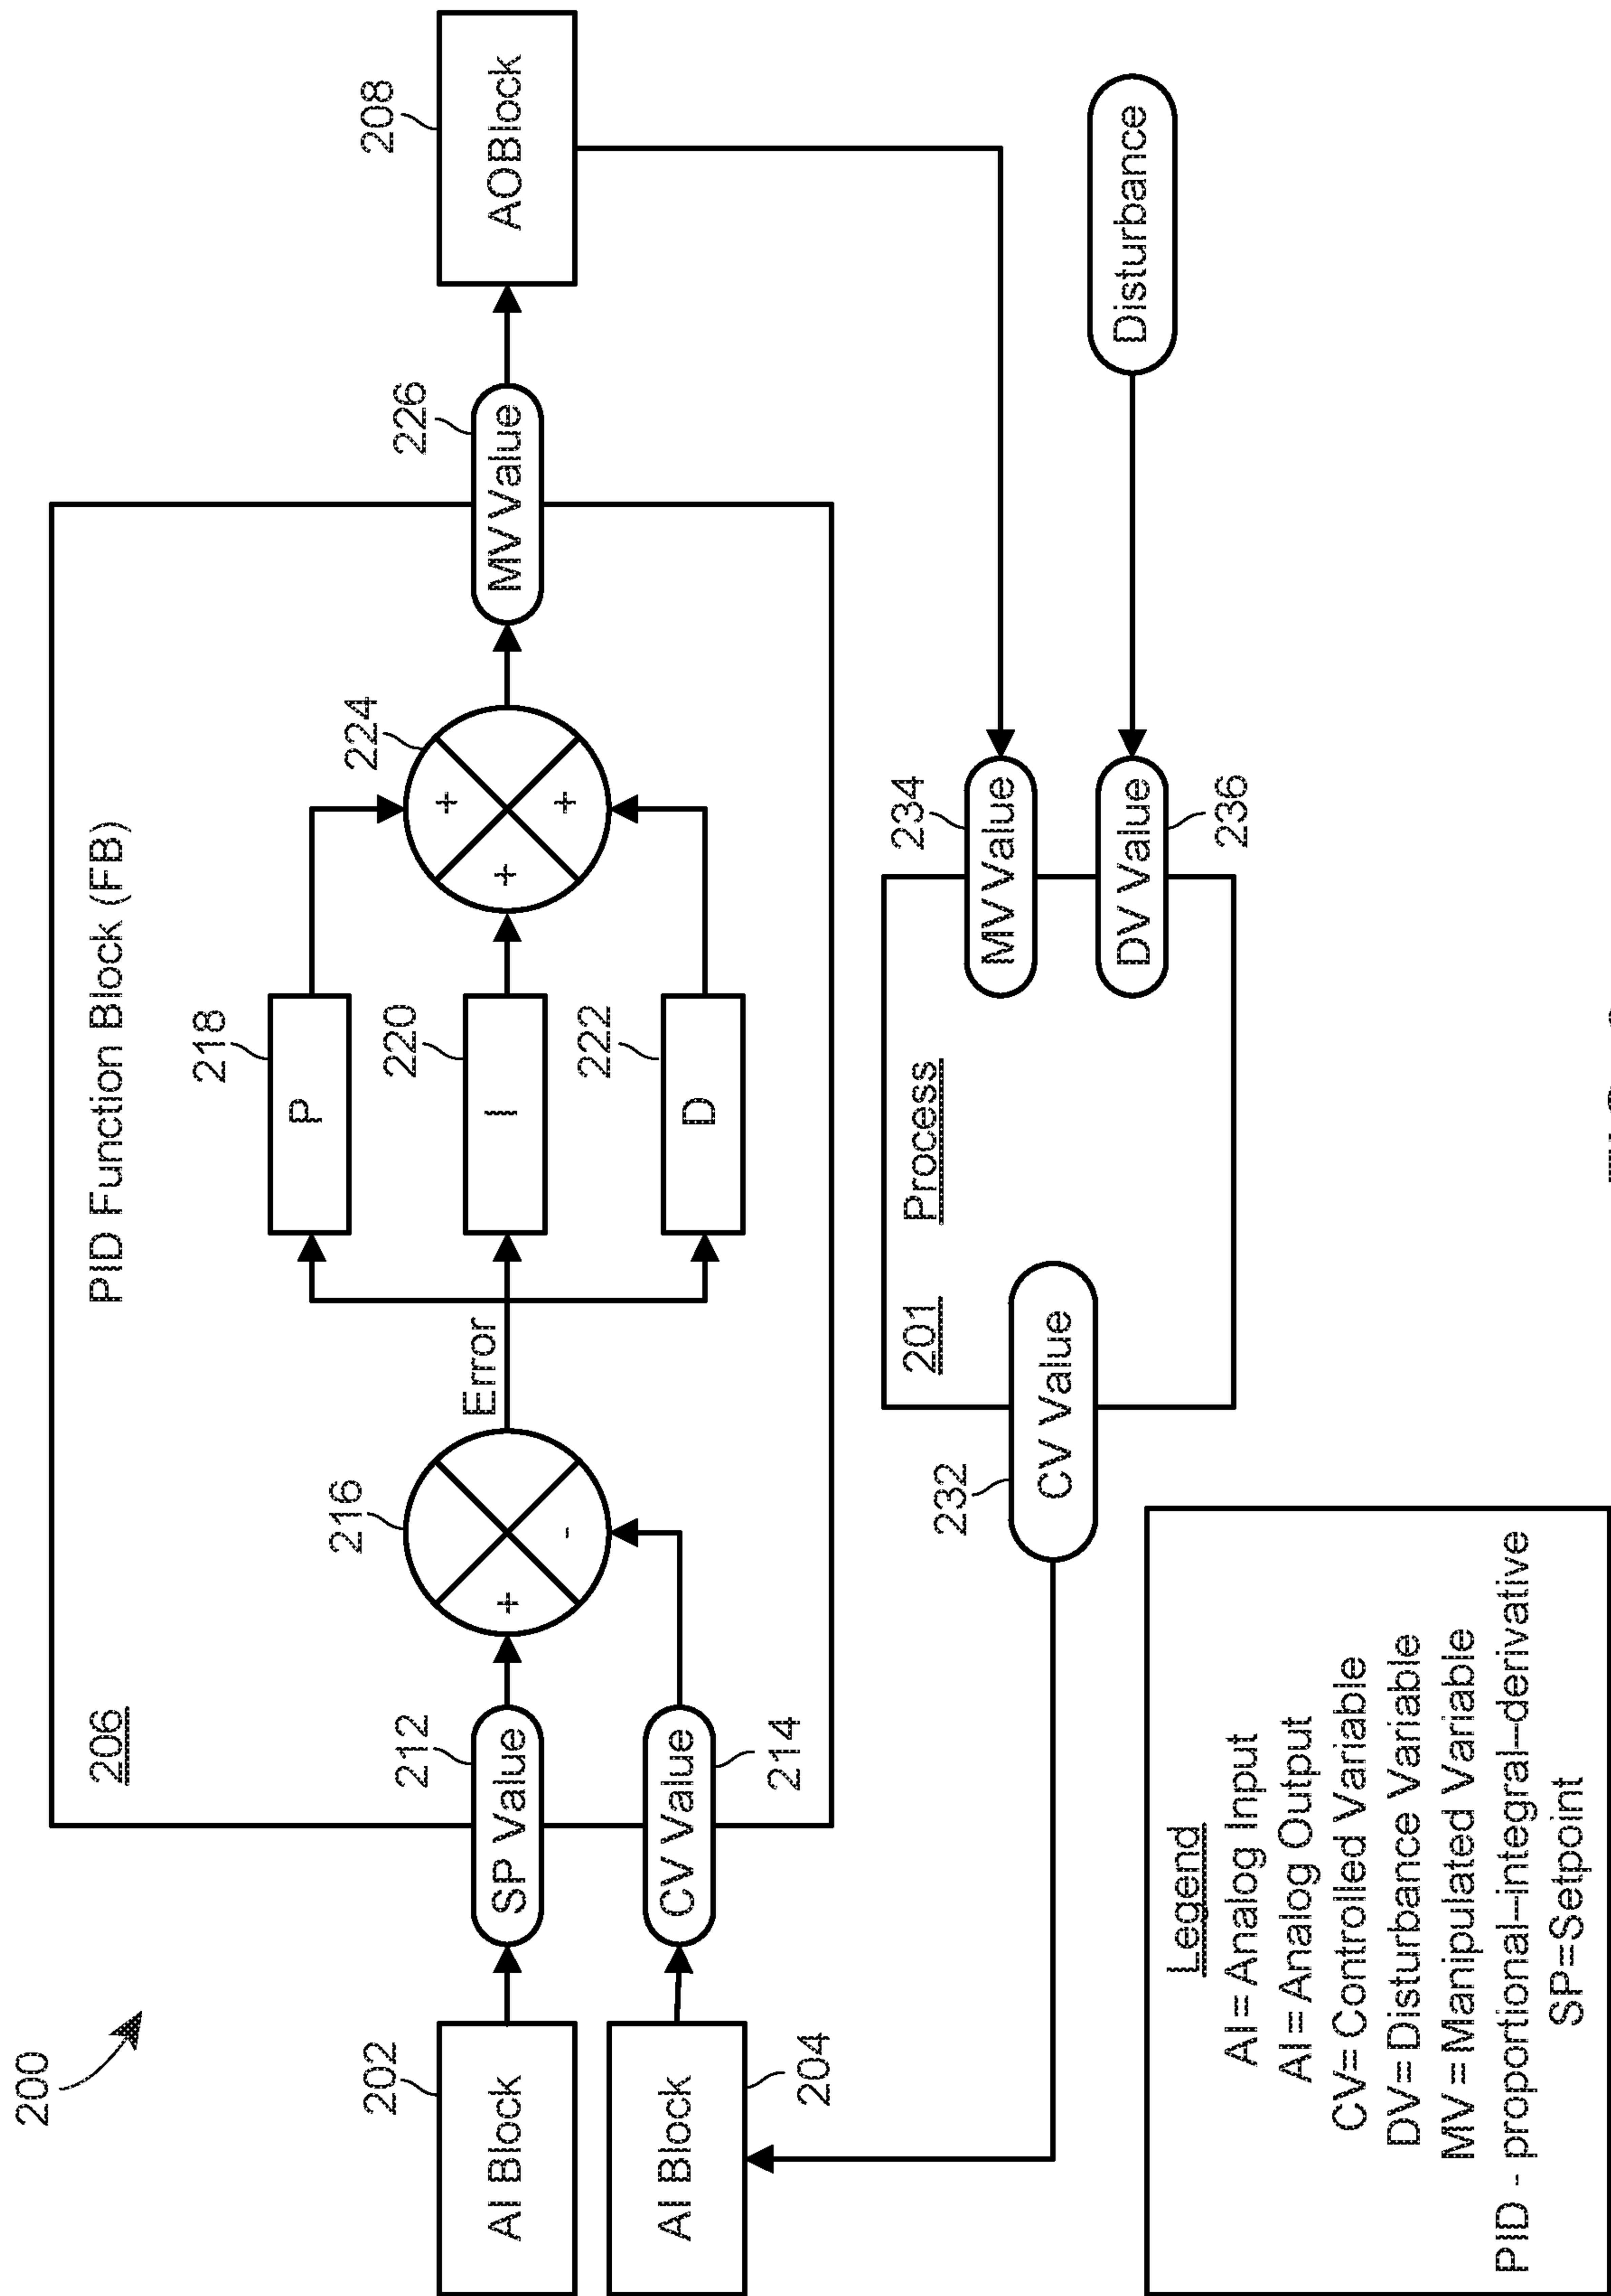 200
206
PID Function Block (FB)
202
AI Block
212
SP Value
216
+
-
Error
218
P
220
I
222
D
224
+
+
+
226
MV Value
208
AOBlock
204
AI Block
214
CV Value
201
Process
232
CV Value
234
MV Value
DV Value
236
Disturbance
Legend
AI= Analog Input
AI= Analog Output
CV= Controlled Variable
DV= Disturbance Variable
MV = Manipulated Variable
PID - proportional–integral–derivative
SP=Setpoint